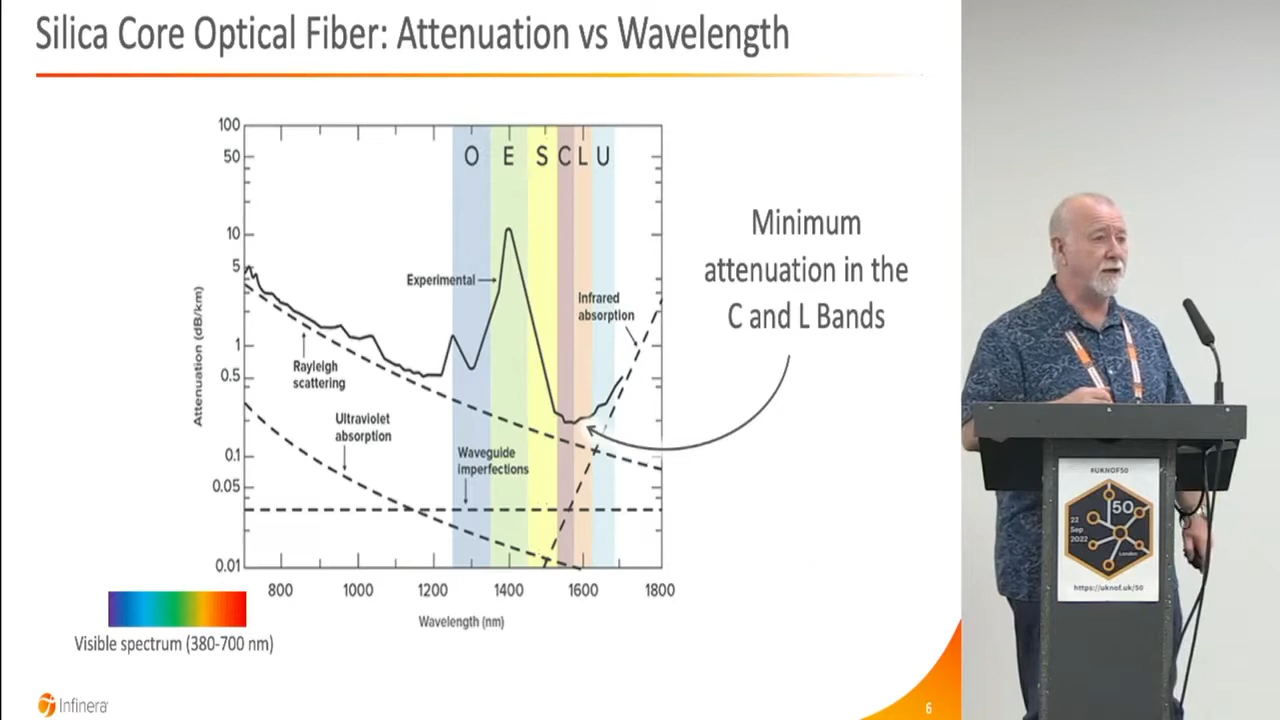 Silica Core Optical Fiber: Attenuation vs Wavelength
100
50
10
5
1
0.5
0.1
0.05
0.01
Attenuation (dB/km)
O E S C L U
Experimental
Infrared
absorption
Rayleigh
scattering
Ultraviolet
absorption
Waveguide
imperfections
800 1000 1200 1400 1600 1800
Wavelength (nm)
Minimum
attenuation in the
C and L Bands
Visible spectrum (380-700 nm)
Infinera
6
#UKNOF50
50
22
Sep
2022
London
https://uknof.uk/50